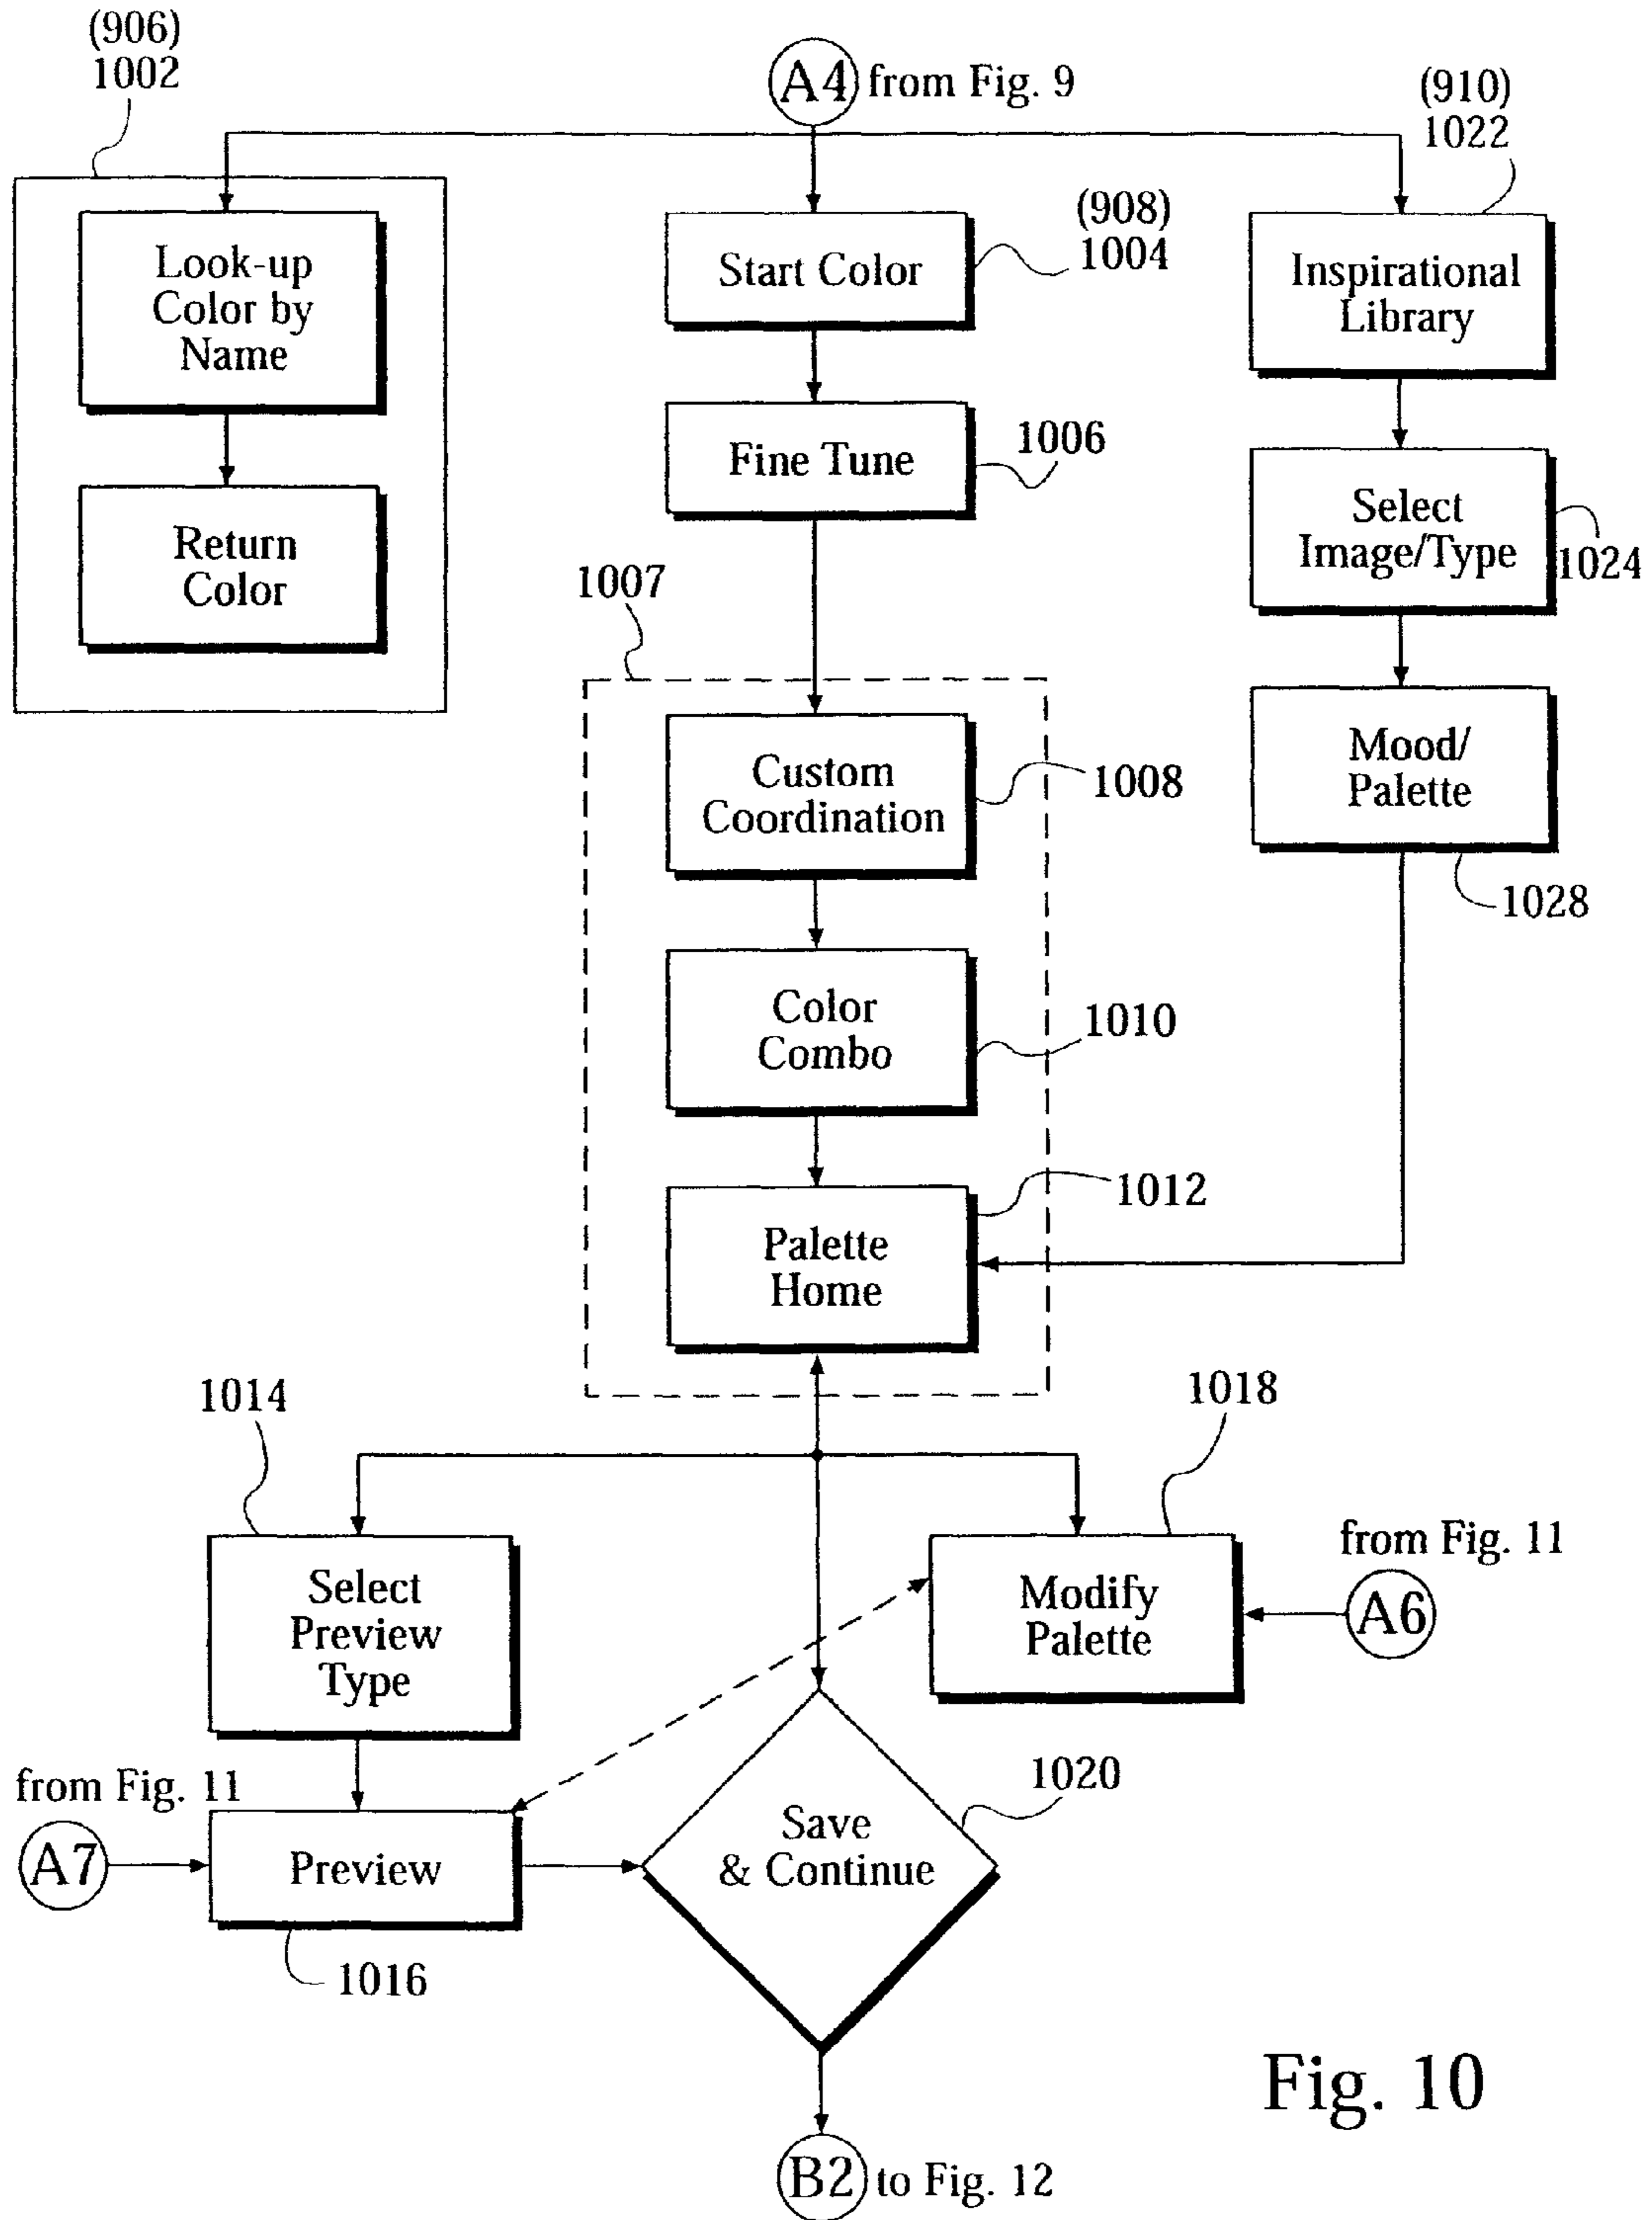 (906)
1002
A4 from Fig. 9
(910)
1022
Look-up
Color by
Name
Start Color
(908)
1004
Inspirational
Library
Fine Tune
1006
Return
Color
Select
Image/Type
1024
1007
Custom
Coordination
1008
Mood/
Palette
1028
Color
Combo
1010
Palette
Home
1012
1014
1018
Select
Preview
Type
Modify
Palette
from Fig. 11
A6
from Fig. 11
A7
Preview
1016
Save
& Continue
1020
B2 to Fig. 12
Fig. 10